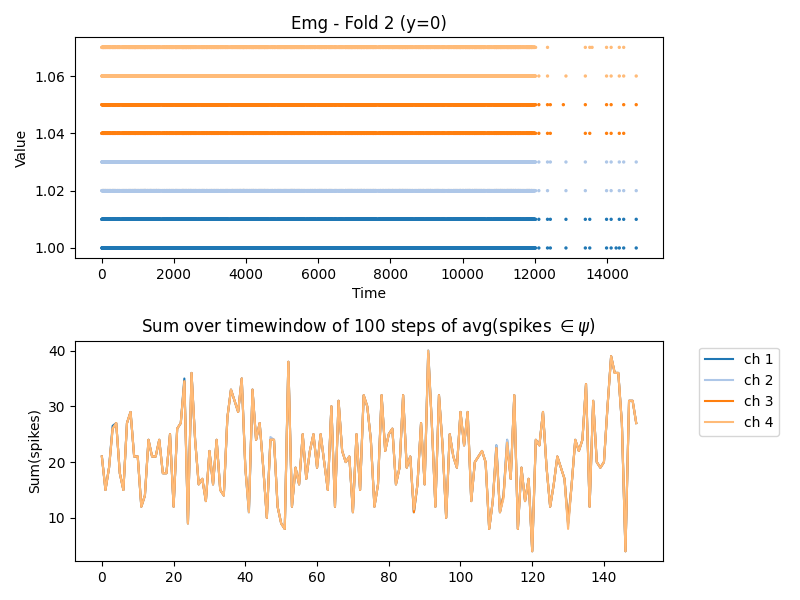 Emg - Fold 2 (y=0)
Value
1.06
1.04
1.02
1.00
0 2000 4000 6000 8000 10000 12000 14000
Time
Sum over timewindow of 100 steps of avg(spikes ∈ψ)
Sum(spikes)
40
30
20
10
0 20 40 60 80 100 120 140
ch 1
ch 2
ch 3
ch 4